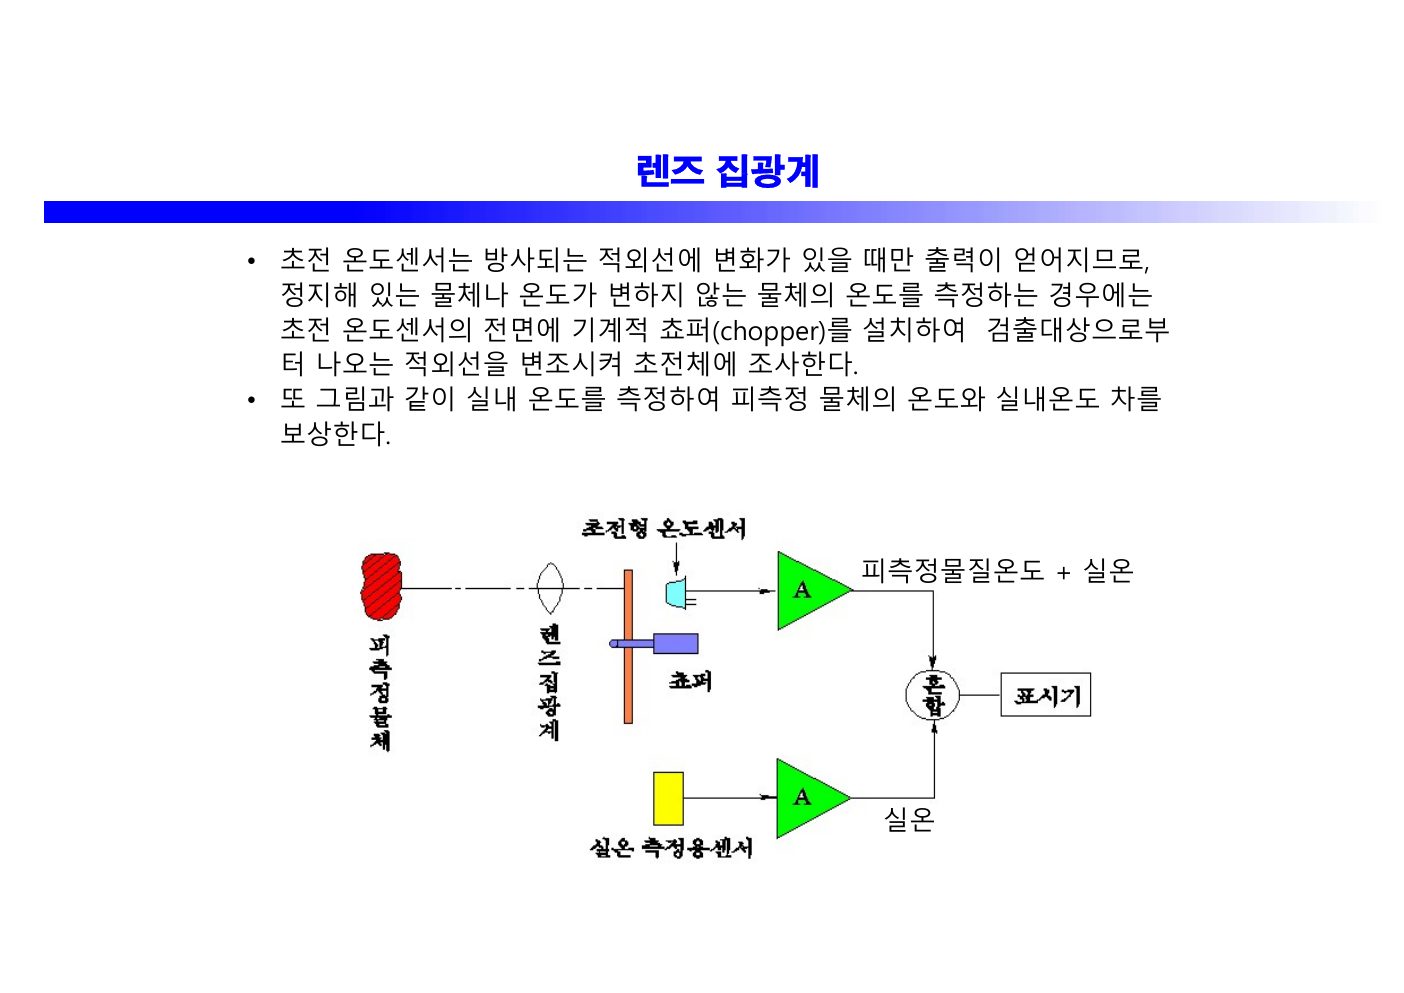 렌즈 집광계
• 초전 온도센서는 방사되는 적외선에 변화가 있을 때만 출력이 얻어지므로,
정지해 있는 물체나 온도가 변하지 않는 물체의 온도를 측정하는 경우에는
초전 온도센서의 전면에 기계적 쵸퍼(chopper)를 설치하여 검출대상으로부
터 나오는 적외선을 변조시켜 초전체에 조사한다.
• 또 그림과 같이 실내 온도를 측정하여 피측정 물체의 온도와 실내온도 차를
보상한다.
초전형 온도센서
피측정물질온도 + 실온
A
피측정물체
렌즈집광계
쵸퍼
혼합
표시기
A
실온
실온 측정용센서